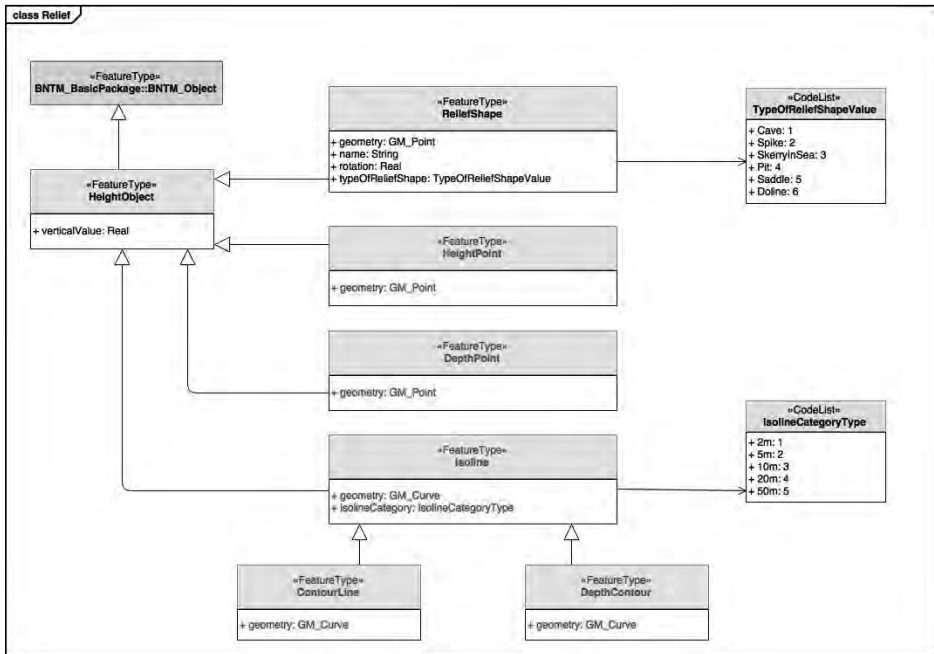 class Relief
«FeatureType»
BNTM_BasicPackage::BNTM_Object
«FeatureType»
HeightObject
+ verticalValue: Real
«FeatureType»
ReliefShape
+ geometry: GM_Point
+ name: String
+ rotation: Real
+ typeOfReliefShape: TypeOfReliefShapeValue
«CodeList»
TypeOfReliefShapeValue
+ Cave: 1
+ Spike: 2
+ SkerryinSea: 3
+ Pit: 4
+ Saddle: 5
+ Doline: 6
«FeatureType»
HeightPoint
+ geometry: GM_Point
«FeatureType»
DepthPoint
+ geometry: GM_Point
«FeatureType»
Isoline
+ geometry: GM_Curve
+ isolineCategory: IsolineCategoryType
«CodeList»
IsolineCategoryType
+ 2m: 1
+ 5m: 2
+ 10m: 3
+ 20m: 4
+ 50m: 5
«FeatureType»
ContourLine
+ geometry: GM_Curve
«FeatureType»
DepthContour
+ geometry: GM_Curve